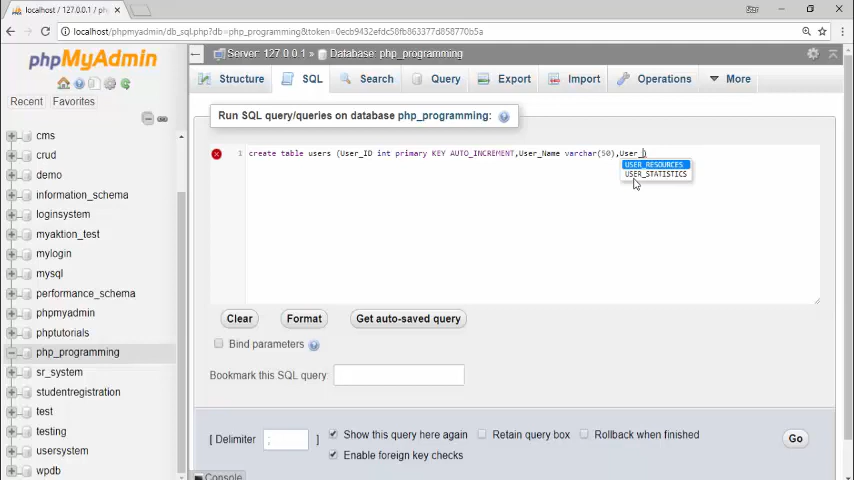 localhost / 127.0.0.1 / ph
localhost/phpmyadmin/db_sql.php?db=php_programming&token=0ecb9432efdc58fb863377d858770b5a
phpMyAdmin
Recent
Favorites
cms
crud
demo
information_schema
loginsystem
myaktion_test
mylogin
mysql
performance_schema
phpmyadmin
phptutorials
php_programming
sr_system
studentregistration
test
testing
usersystem
wpdb
Server: 127.0.0.1 » Database: php_programming
Structure
SQL
Search
Query
Export
Import
Operations
More
Run SQL query/queries on database php_programming:
1 create table users (User_ID int primary KEY AUTO_INCREMENT,User_Name varchar(50),User_)
USER_RESOURCES
USER_STATISTICS
Clear
Format
Get auto-saved query
Bind parameters
Bookmark this SQL query:
[ Delimiter ; ]
Show this query here again
Retain query box
Rollback when finished
Enable foreign key checks
Go
Console